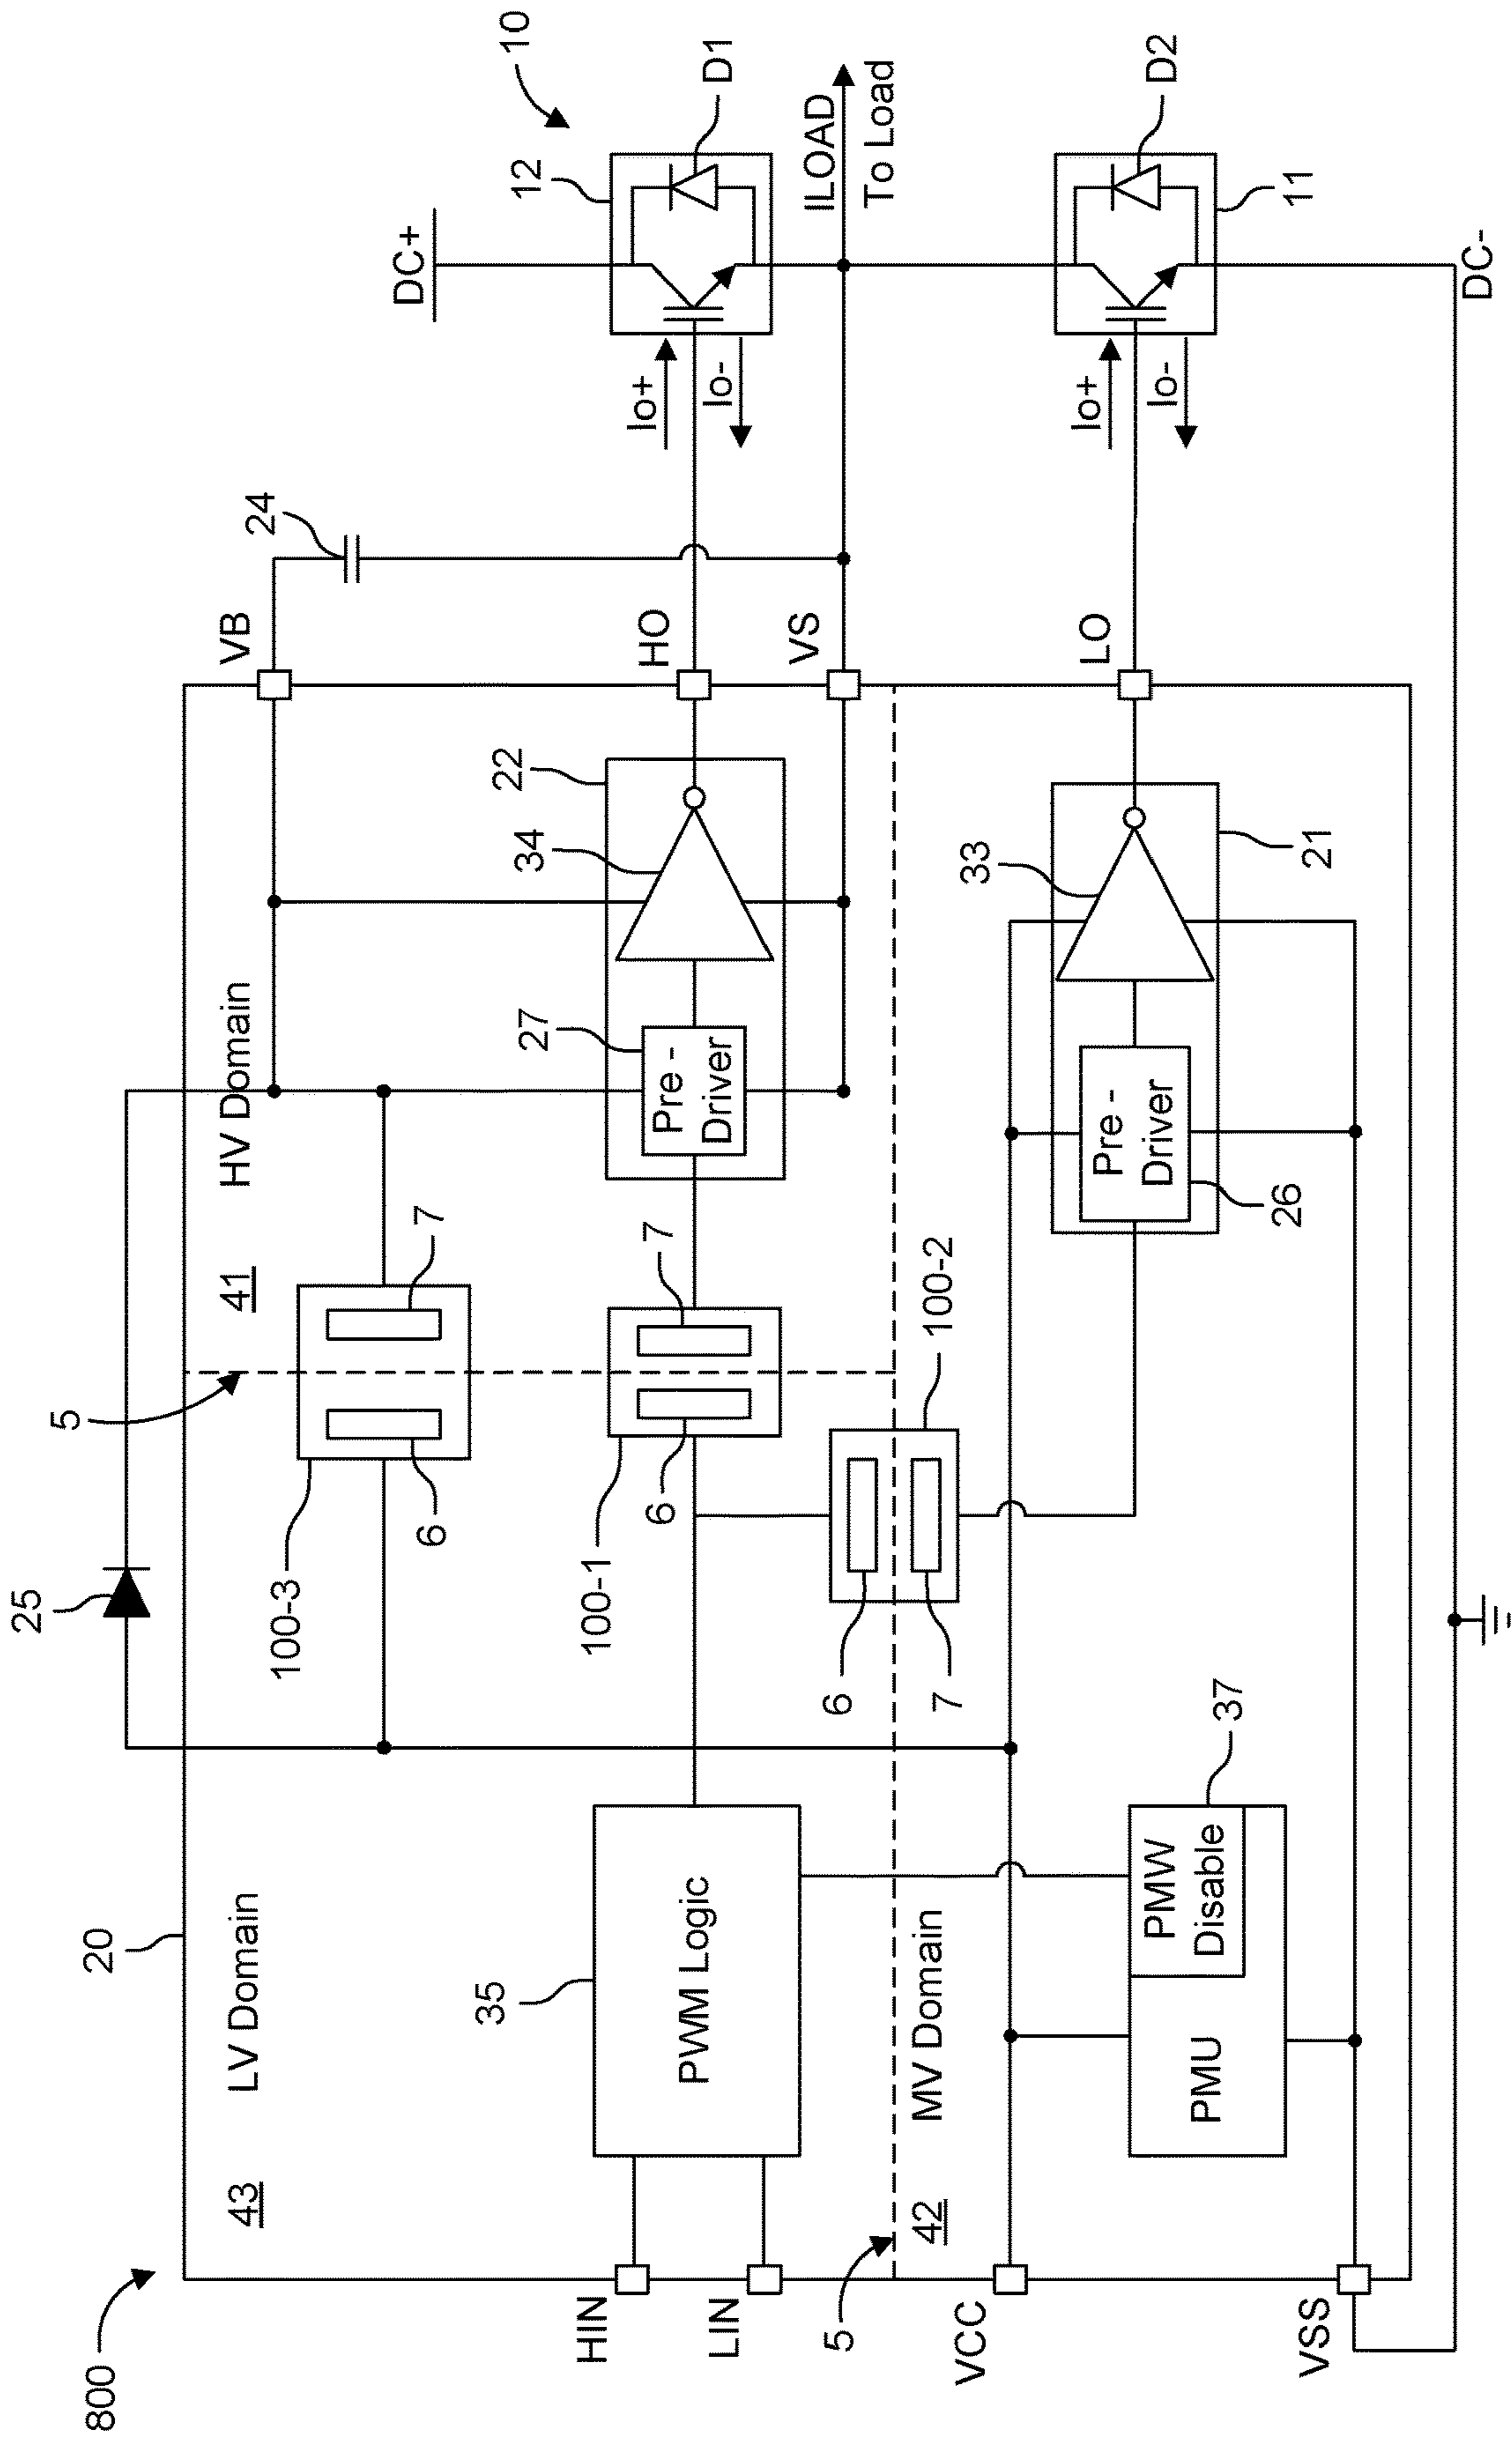 800
20
25
5
24
10
LV Domain
43
HV Domain
41
VB
DC+
12
D1
100-3
6
7
100-1
6
7
22
34
27
Pre -
Driver
HO
Io+
Io-
VS
ILOAD
To Load
HIN
LIN
35
PWM Logic
5
MV Domain
42
6
7
100-2
33
21
Pre -
Driver
26
LO
Io+
Io-
D2
11
VCC
VSS
PMU
PMW
Disable
37
DC-